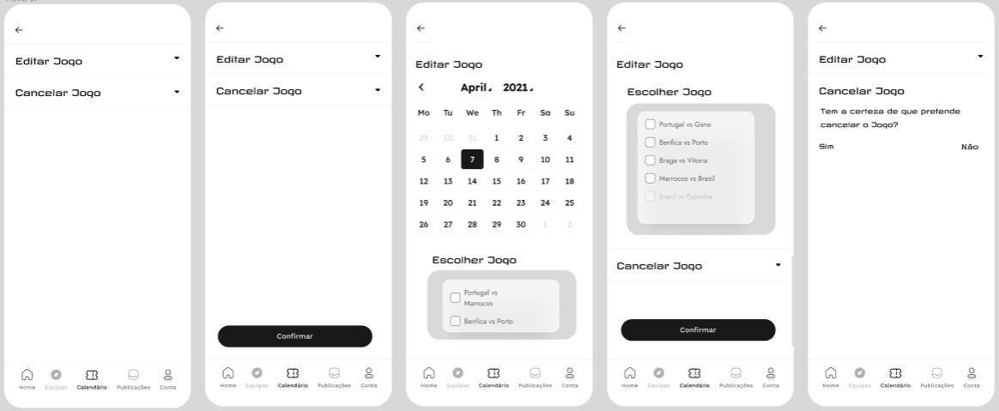 Editar Jogo
Cancelar Jogo
Home Equipas Calendário Publicações Conta
Editar Jogo
Cancelar Jogo
Confirmar
Home Equipas Calendário Publicações Conta
Editar Jogo
April 2021
Mo Tu We Th Fr Sa Su
29 30 31 1 2 3 4
5 6 7 8 9 10 11
12 13 14 15 16 17 18
19 20 21 22 23 24 25
26 27 28 29 30 1 2
Escolher Jogo
Portugal vs
Marrocos
Benfica vs Porto
Home Equipas Calendário Publicações Conta
Editar Jogo
Escolher Jogo
Portugal vs Gana
Benfica vs Porto
Braga vs Vitoria
Marrocos vs Brazil
Brazil vs Espanha
Cancelar Jogo
Confirmar
Home Equipas Calendário Publicações Conta
Editar Jogo
Cancelar Jogo
Tem a certeza de que pretende
cancelar o Jogo?
Sim Não
Home Equipas Calendário Publicações Conta